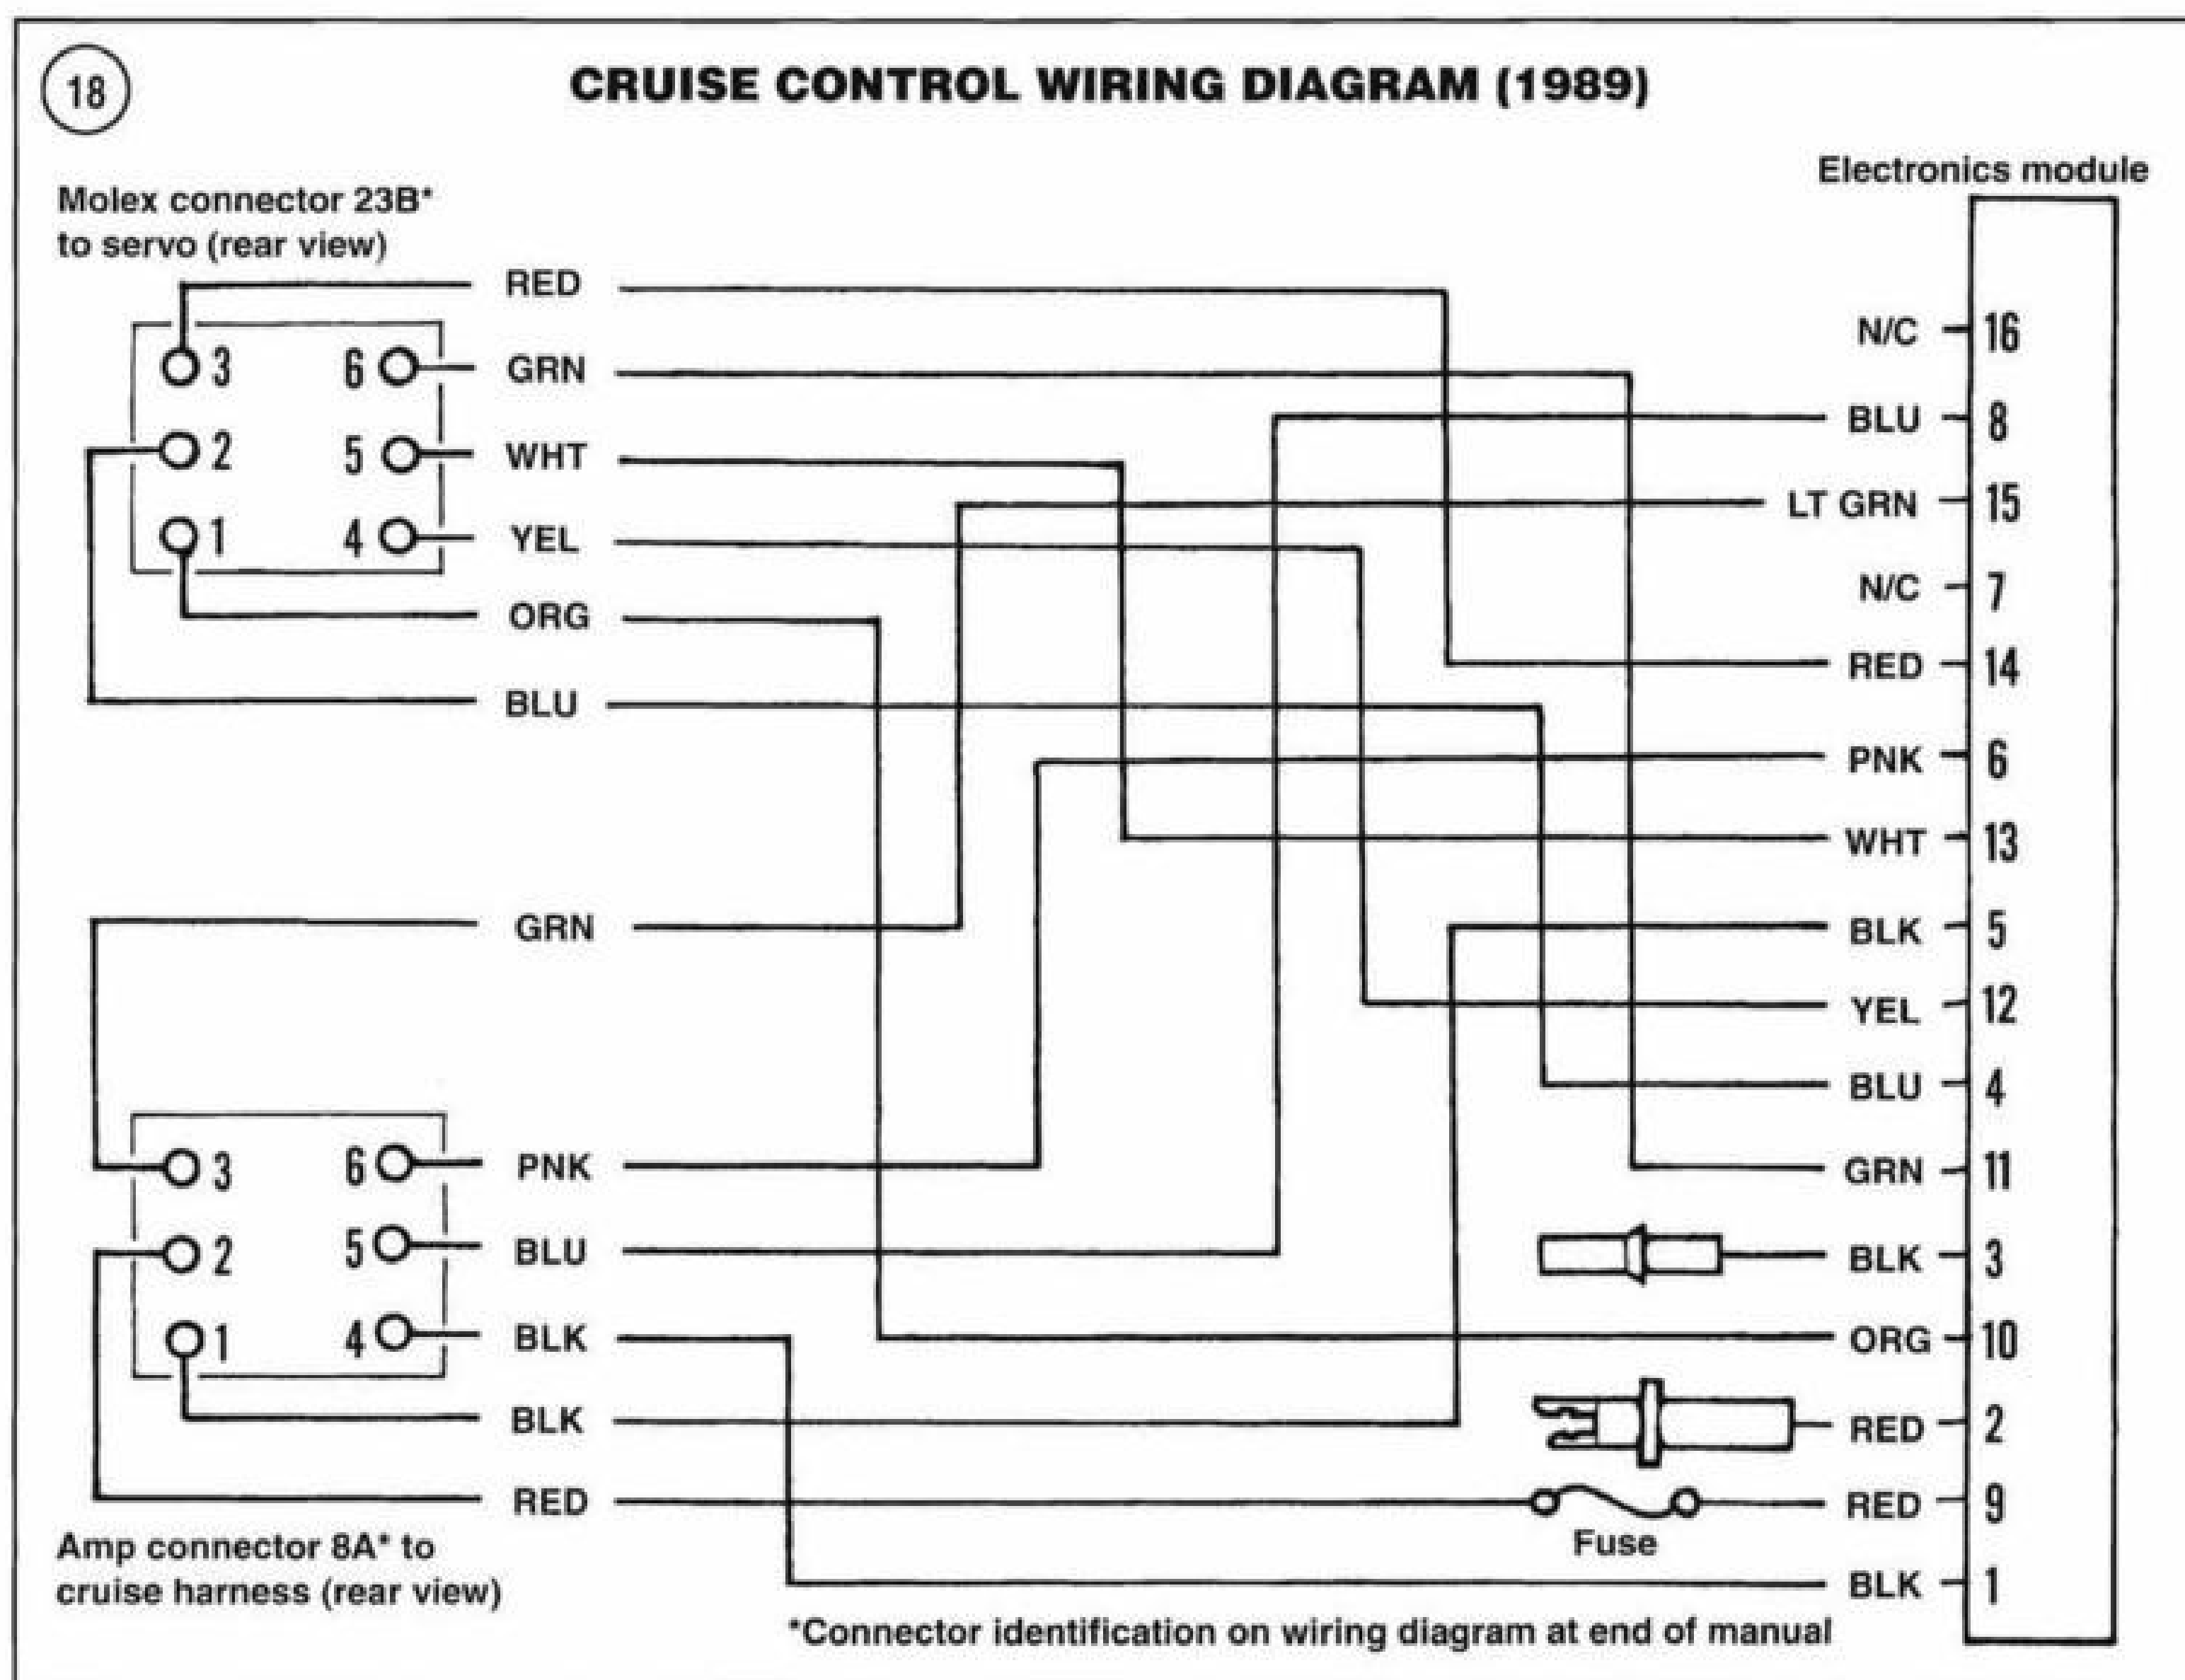 18
CRUISE CONTROL WIRING DIAGRAM (1989)
Electronics module
Molex connector 23B*
to servo (rear view)
RED
3 6 GRN
2 5 WHT
1 4 YEL
ORG
BLU
GRN
3 6 PNK
2 5 BLU
1 4 BLK
BLK
RED
Amp connector 8A* to
cruise harness (rear view)
N/C 16
BLU 8
LT GRN 15
N/C 7
RED 14
PNK 6
WHT 13
BLK 5
YEL 12
BLU 4
GRN 11
BLK 3
ORG 10
RED 2
RED 9
Fuse
BLK 1
*Connector identification on wiring diagram at end of manual